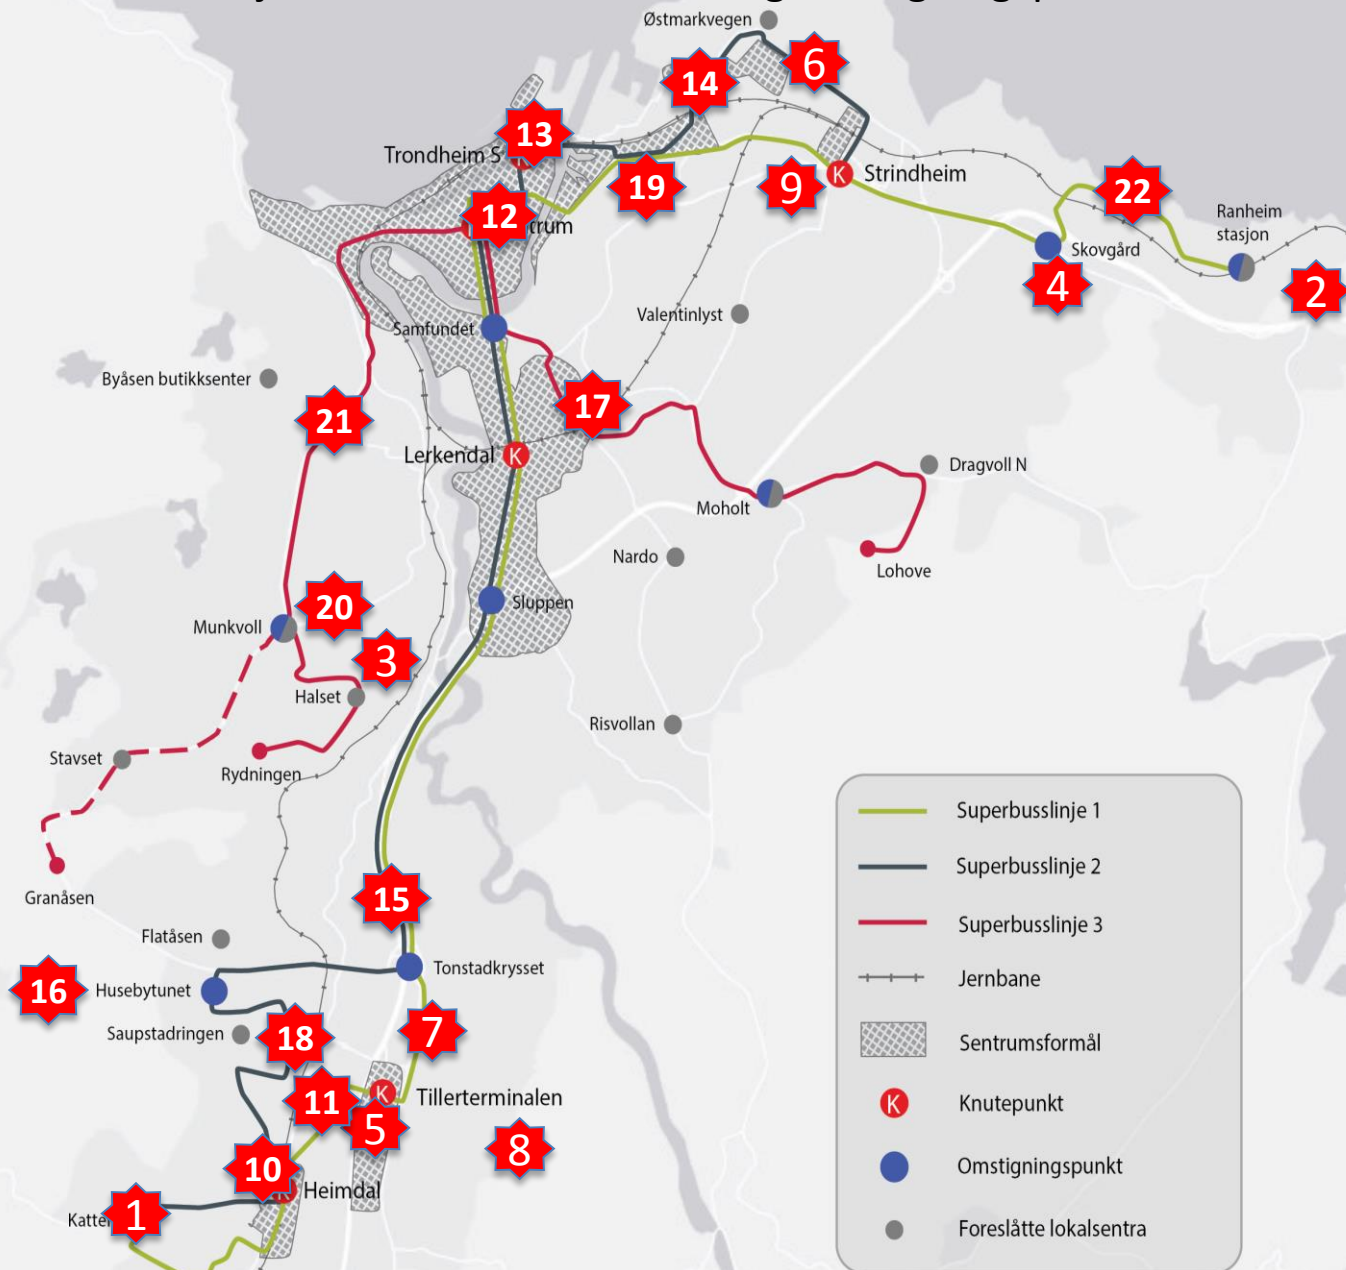 Østmarkvegen
6
14
13
Trondheim S
19
9
K
Strindheim
22
Ranheim
stasjon
12
trum
Skovgård
4
2
Valentinlyst
Samfundet
Byåsen butikksenter
21
17
Lerkendal
K
Dragvoll N
Moholt
Nardo
Lohove
Sluppen
20
Munkvoll
3
Halset
Risvollan
Stavset
Rydningen
Granåsen
15
Flatåsen
Tonstadkrysset
16
Husebytunet
Saupstadringen
18
7
K
Tillerterminalen
11
5
8
10
Heimdal
1
Superbusslinje 1
Superbusslinje 2
Superbusslinje 3
Jernbane
Sentrumsformål
K
Knutepunkt
Omstigningspunkt
Foreslåtte lokalsentra